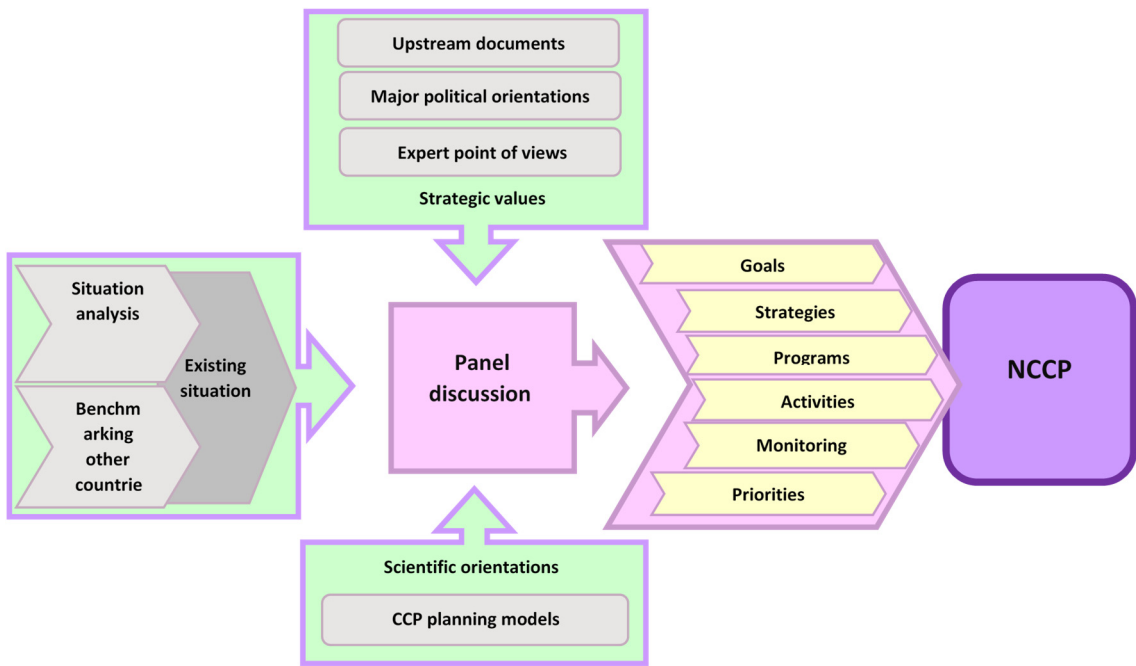 Upstream documents
Major political orientations
Expert point of views
Strategic values
Situation
analysis
Existing
situation
Benchm
arking
other
countrie
Panel
discussion
Goals
Strategies
Programs
Activities
Monitoring
Priorities
NCCP
Scientific orientations
CCP planning models